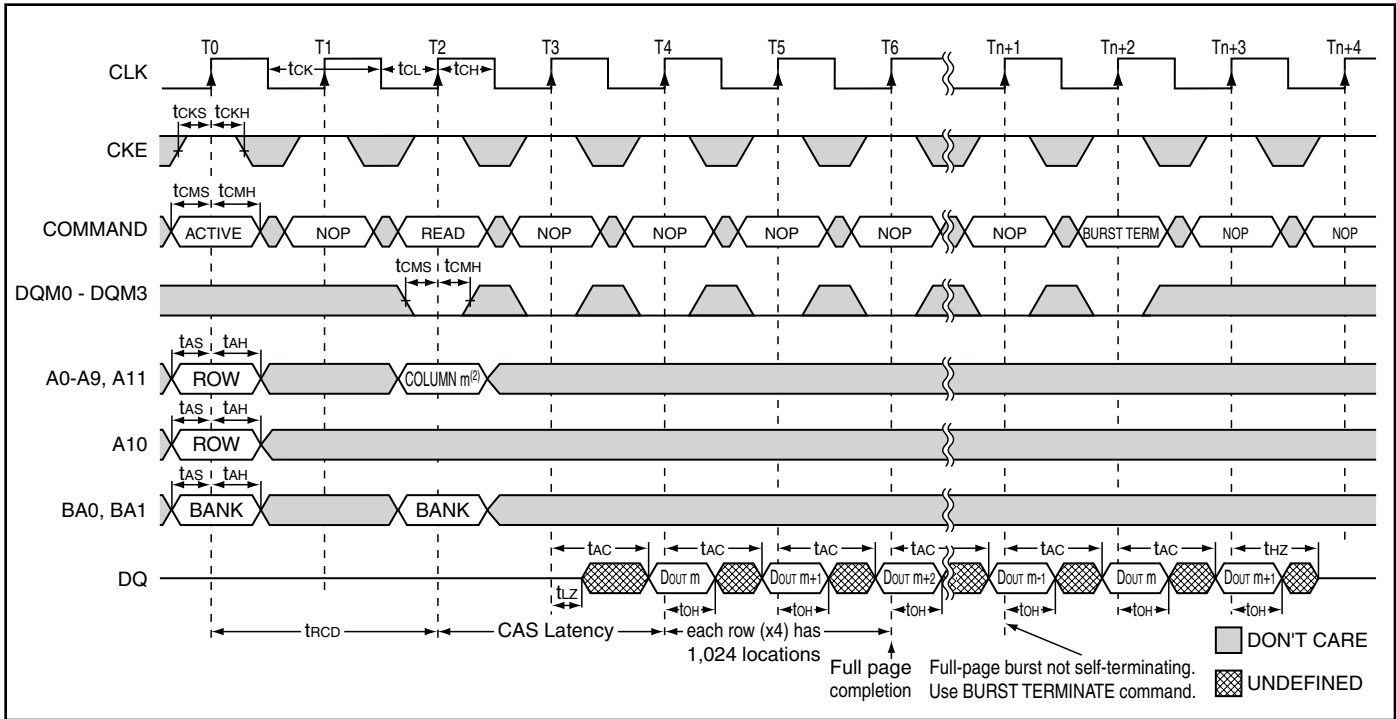 T0 T1 T2 T3 T4 T5 T6 Tn+1 Tn+2 Tn+3 Tn+4
CLK tCK tCL tCH
tCKS tCKH
CKE
tCMS tCMH
COMMAND ACTIVE NOP READ NOP NOP NOP NOP NOP BURST TERM NOP NOP
tCMS tCMH
DQM0 - DQM3
tAS tAH
A0-A9, A11 ROW COLUMN m(2)
tAS tAH
A10 ROW
tAS tAH
BA0, BA1 BANK BANK
tAC tAC tAC tAC tAC tAC tHZ
DQ DOUT m DOUT m+1 DOUT m+2 DOUT m-1 DOUT m DOUT m+1
tLZ tOH tOH tOH tOH tOH tOH
tRCD CAS Latency each row (x4) has
1,024 locations
Full page
completion
Full-page burst not self-terminating.
Use BURST TERMINATE command.
DON'T CARE
UNDEFINED